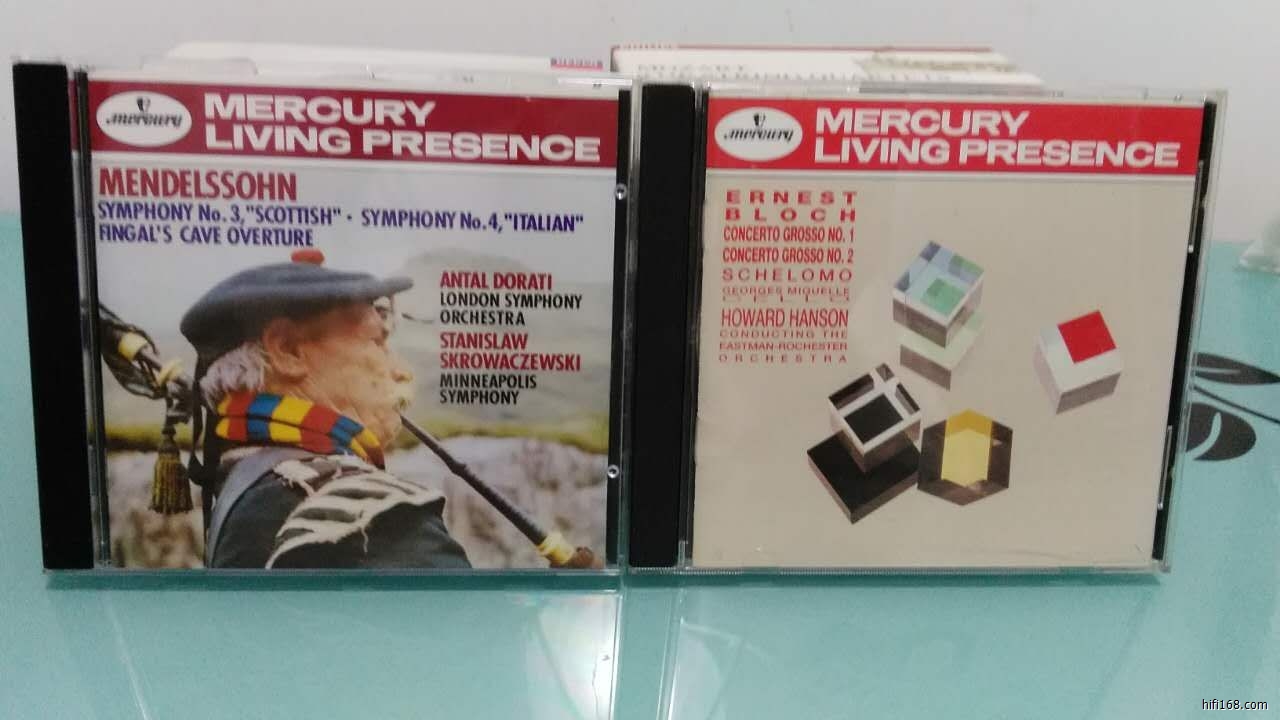 mercury
MERCURY
LIVING PRESENCE
MENDELSSOHN
SYMPHONY No.3,"SCOTTISH" • SYMPHONY No.4,"ITALIAN"
FINGAL'S CAVE OVERTURE
ANTAL DORATI
LONDON SYMPHONY
ORCHESTRA
STANISLAW
SKROWACZEWSKI
MINNEAPOLIS
SYMPHONY
MOZART
mercury
MERCURY
LIVING PRESENCE
ERNEST
BLOCH
CONCERTO GROSSO NO. 1
CONCERTO GROSSO NO. 2
SCHELOMO
GEORGES MIQUELLE
CELLO
HOWARD HANSON
CONDUCTING THE
EASTMAN-ROCHESTER
ORCHESTRA
hifi168.com